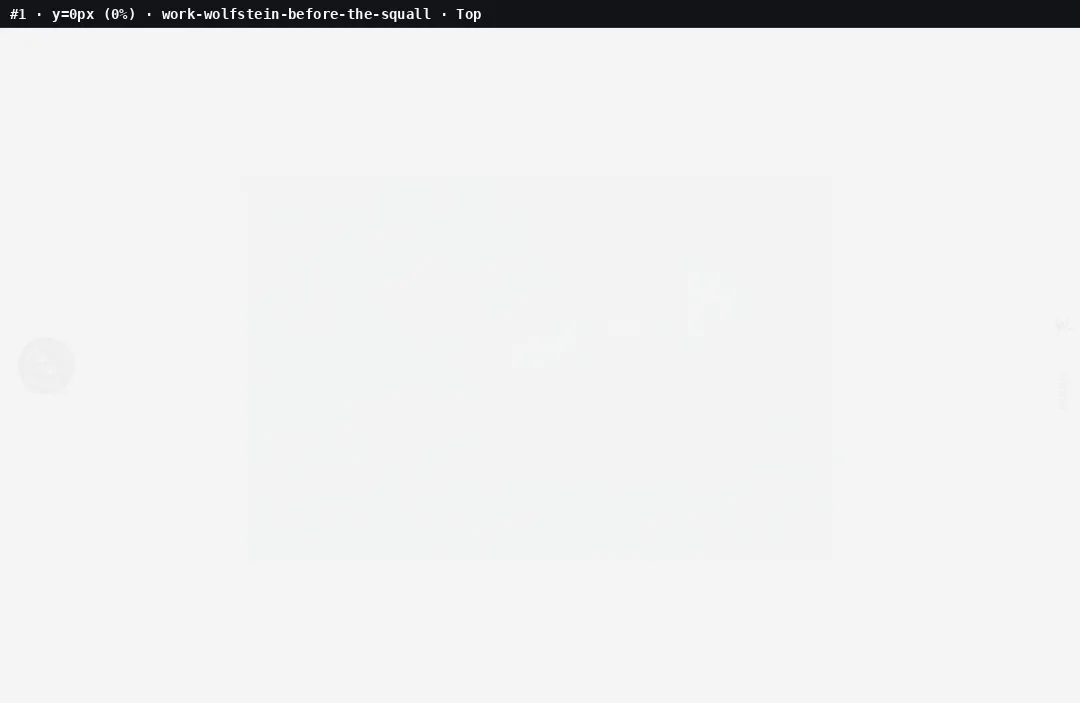 #1 · y=0px (0%) · work-wolfstein-before-the-squall · Top